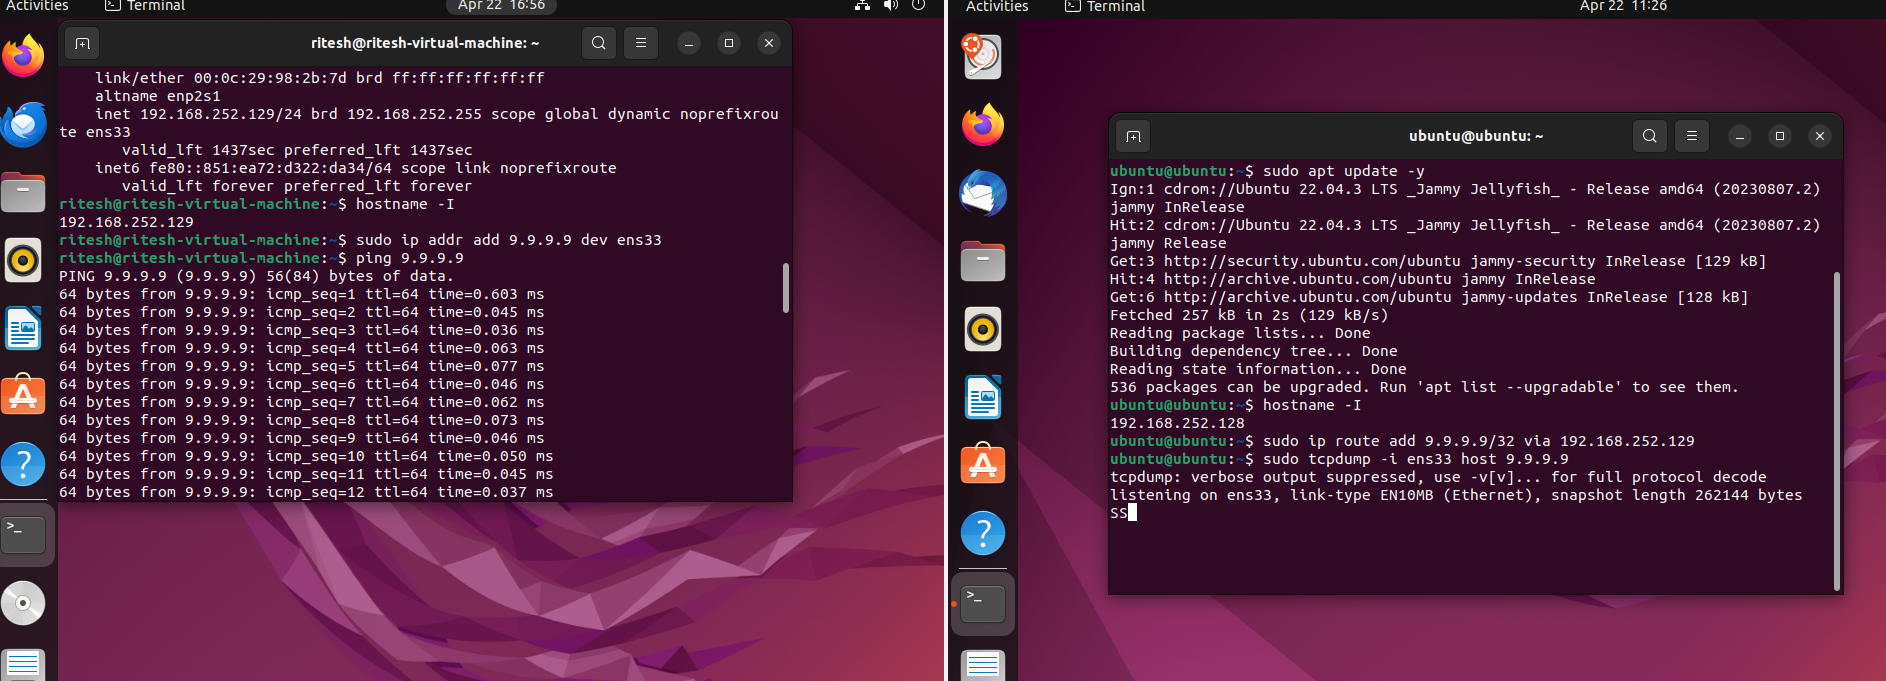 Activities
Terminal
Apr 22 16:56
ritesh@ritesh-virtual-machine: ~
link/ether 00:0c:29:98:2b:7d brd ff:ff:ff:ff:ff:ff
altname enp2s1
inet 192.168.252.129/24 brd 192.168.252.255 scope global dynamic noprefixrou
te ens33
valid_lft 1437sec preferred_lft 1437sec
inet6 fe80::851:ea72:d322:da34/64 scope link noprefixroute
valid_lft forever preferred_lft forever
ritesh@ritesh-virtual-machine:~$ hostname -I
192.168.252.129
ritesh@ritesh-virtual-machine:~$ sudo ip addr add 9.9.9.9 dev ens33
ritesh@ritesh-virtual-machine:~$ ping 9.9.9.9
PING 9.9.9.9 (9.9.9.9) 56(84) bytes of data.
64 bytes from 9.9.9.9: icmp_seq=1 ttl=64 time=0.603 ms
64 bytes from 9.9.9.9: icmp_seq=2 ttl=64 time=0.045 ms
64 bytes from 9.9.9.9: icmp_seq=3 ttl=64 time=0.036 ms
64 bytes from 9.9.9.9: icmp_seq=4 ttl=64 time=0.063 ms
64 bytes from 9.9.9.9: icmp_seq=5 ttl=64 time=0.077 ms
64 bytes from 9.9.9.9: icmp_seq=6 ttl=64 time=0.046 ms
64 bytes from 9.9.9.9: icmp_seq=7 ttl=64 time=0.062 ms
64 bytes from 9.9.9.9: icmp_seq=8 ttl=64 time=0.073 ms
64 bytes from 9.9.9.9: icmp_seq=9 ttl=64 time=0.046 ms
64 bytes from 9.9.9.9: icmp_seq=10 ttl=64 time=0.050 ms
64 bytes from 9.9.9.9: icmp_seq=11 ttl=64 time=0.045 ms
64 bytes from 9.9.9.9: icmp_seq=12 ttl=64 time=0.037 ms
Activities
Terminal
Apr 22 11:26
ubuntu@ubuntu: ~
ubuntu@ubuntu:~$ sudo apt update -y
Ign:1 cdrom://Ubuntu 22.04.3 LTS _Jammy Jellyfish_ - Release amd64 (20230807.2)
jammy InRelease
Hit:2 cdrom://Ubuntu 22.04.3 LTS _Jammy Jellyfish_ - Release amd64 (20230807.2)
jammy Release
Get:3 http://security.ubuntu.com/ubuntu jammy-security InRelease [129 kB]
Hit:4 http://archive.ubuntu.com/ubuntu jammy InRelease
Get:6 http://archive.ubuntu.com/ubuntu jammy-updates InRelease [128 kB]
Fetched 257 kB in 2s (129 kB/s)
Reading package lists... Done
Building dependency tree... Done
Reading state information... Done
536 packages can be upgraded. Run 'apt list --upgradable' to see them.
ubuntu@ubuntu:~$ hostname -I
192.168.252.128
ubuntu@ubuntu:~$ sudo ip route add 9.9.9.9/32 via 192.168.252.129
ubuntu@ubuntu:~$ sudo tcpdump -i ens33 host 9.9.9.9
tcpdump: verbose output suppressed, use -v[v]... for full protocol decode
listening on ens33, link-type EN10MB (Ethernet), snapshot length 262144 bytes
SS